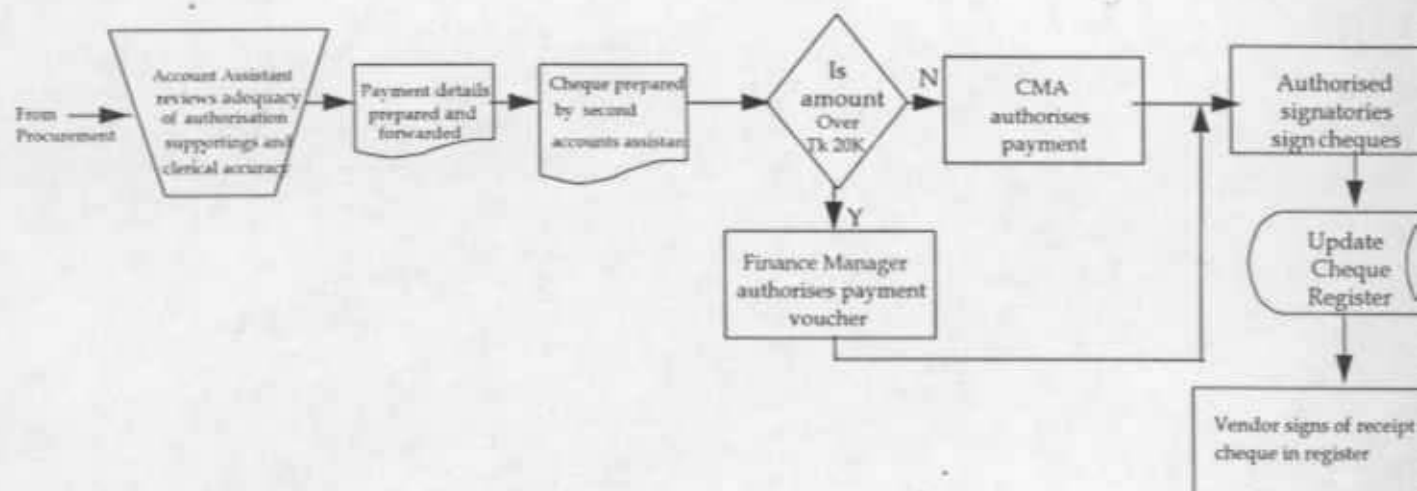 From
Procurement
Account Assistant
reviews adequacy
of authorisation
supportings and
clerical accuracy
Payment details
prepared and
forwarded
Cheque prepared
by second
accounts assistan
Is
amount
Over
Tk 20K
N
Y
CMA
authorises
payment
Finance Manager
authorises payment
voucher
Authorised
signatories
sign cheques
Update
Cheque
Register
Vendor signs of receipt
cheque in register